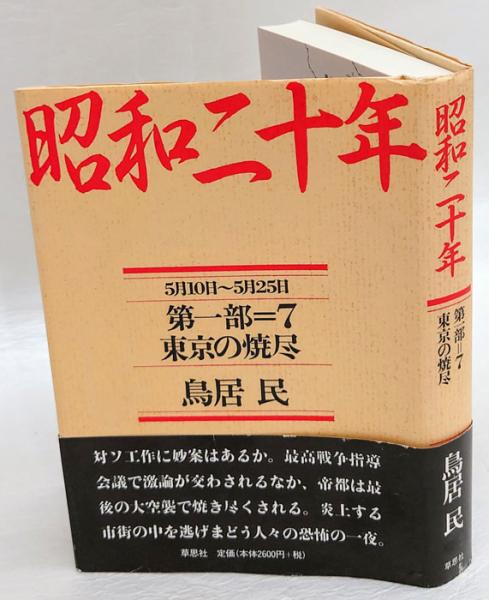 昭和二十年
5月10日～5月25日
第一部=7
東京の焼尽
鳥居 民
対ソ工作に妙案はあるか。最高戦争指導
会議で激論が交わされるなか、帝都は最
後の大空襲で焼き尽くされる。炎上する
市街の中を逃げまどう人々の恐怖の一夜。
草思社 定価(本体2600円+税)
昭和二十年
第一部=7
東京の焼尽
鳥居 民
草思社